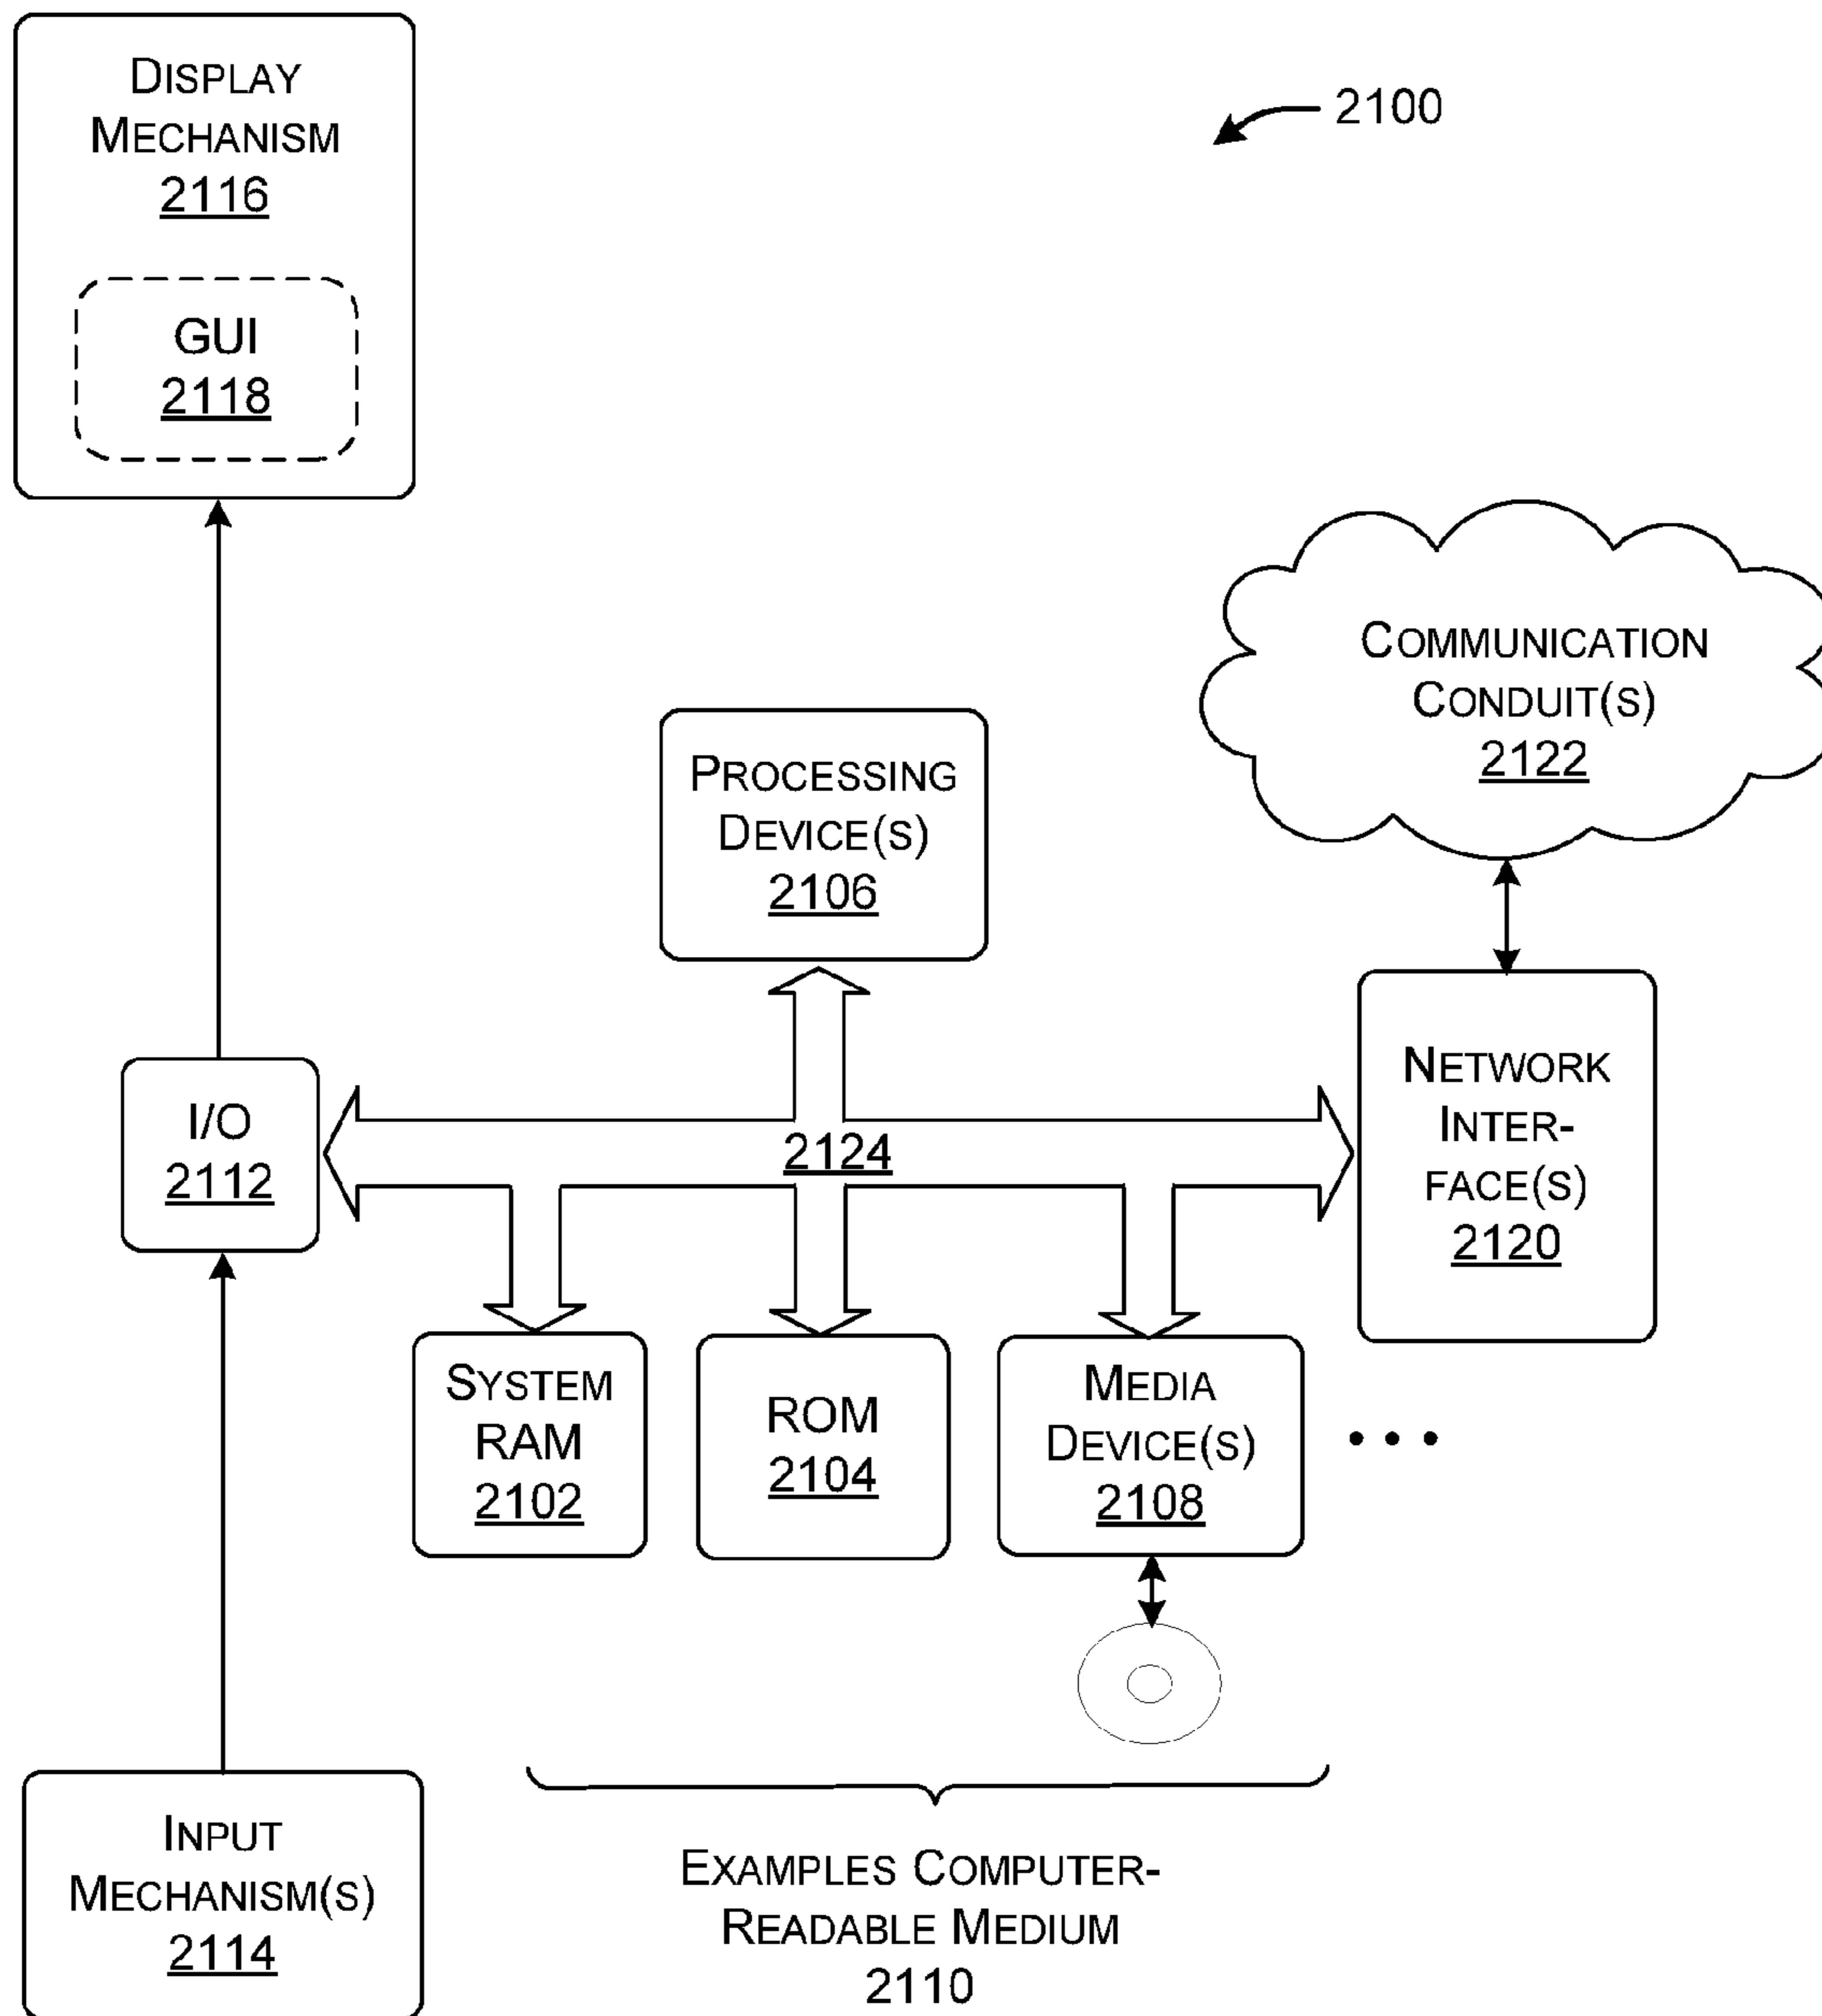 DISPLAY
MECHANISM
2116
GUI
2118
2100
COMMUNICATION
CONDUIT(S)
2122
PROCESSING
DEVICE(S)
2106
NETWORK
INTER-
FACE(S)
2120
I/O
2112
2124
SYSTEM
RAM
2102
ROM
2104
MEDIA
DEVICE(S)
2108
• • •
INPUT
MECHANISM(S)
2114
EXAMPLES COMPUTER-
READABLE MEDIUM
2110